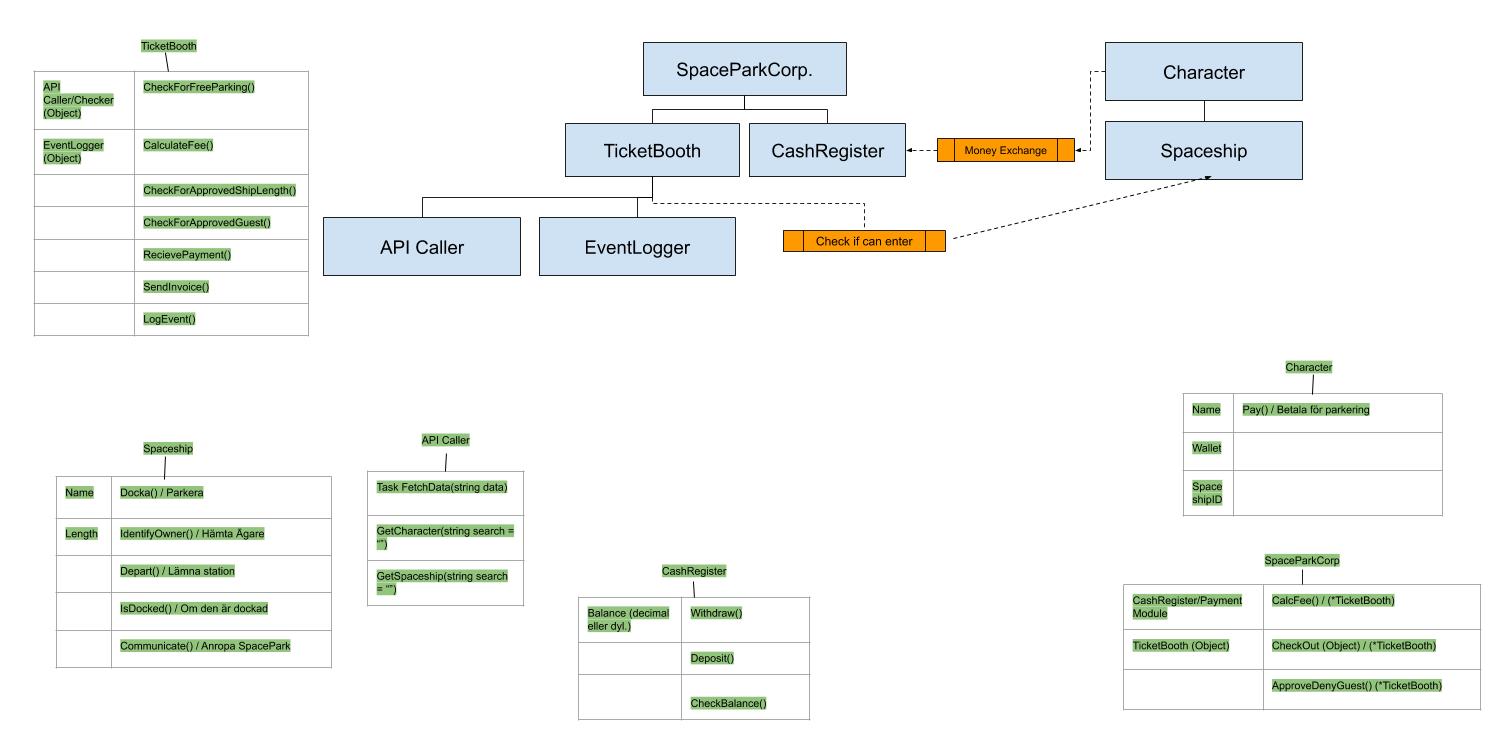 TicketBooth
API
Caller/Checker
(Object)
CheckForFreeParking()
EventLogger
(Object)
CalculateFee()
CheckForApprovedShipLength()
CheckForApprovedGuest()
RecievePayment()
SendInvoice()
LogEvent()
SpaceParkCorp.
TicketBooth
CashRegister
API Caller
EventLogger
Money Exchange
Check if can enter
Character
Spaceship
Spaceship
Name
Docka() / Parkera
Length
IdentifyOwner() / Hämta Ägare
Depart() / Lämna station
IsDocked() / Om den är dockad
Communicate() / Anropa SpacePark
API Caller
Task FetchData(string data)
GetCharacter(string search =
“”)
GetSpaceship(string search
= “”)
CashRegister
Balance (decimal
eller dyl.)
Withdraw()
Deposit()
CheckBalance()
Character
Name
Pay() / Betala för parkering
Wallet
Space
shipID
SpaceParkCorp
CashRegister/Payment
Module
CalcFee() / (*TicketBooth)
TicketBooth (Object)
CheckOut (Object) / (*TicketBooth)
ApproveDenyGuest() (*TicketBooth)